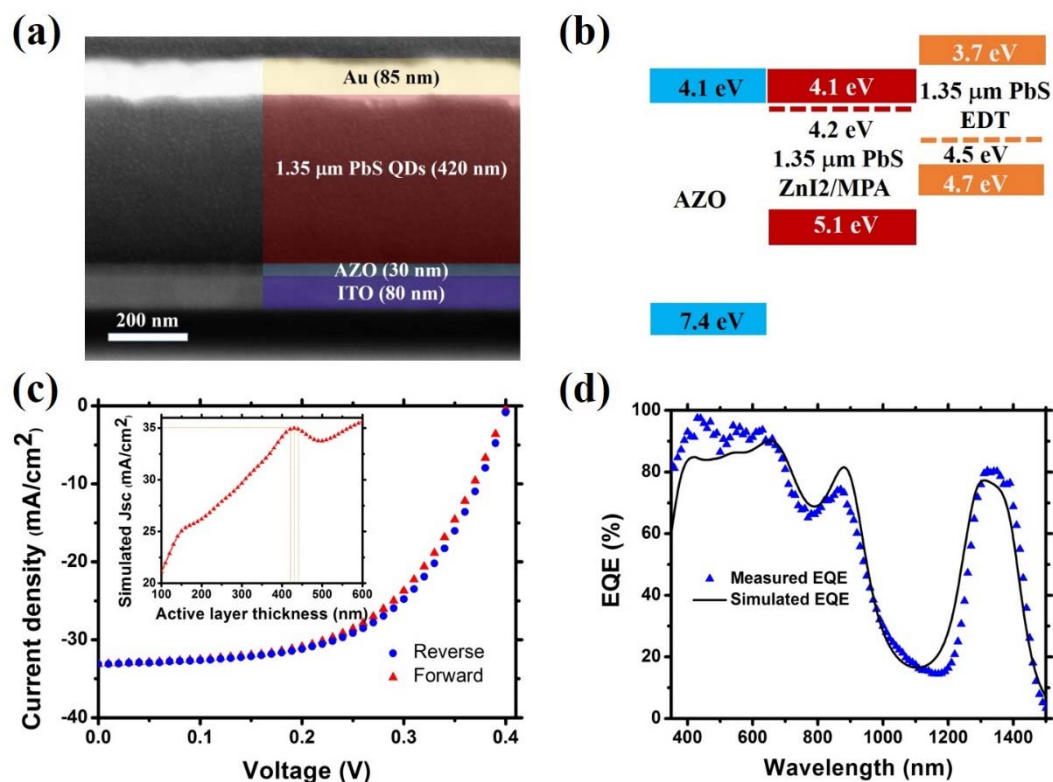 (a)
Au (85 nm)
1.35 μm PbS QDs (420 nm)
AZO (30 nm)
ITO (80 nm)
200 nm
(b)
3.7 eV
4.1 eV
4.1 eV
1.35 μm PbS
EDT
4.2 eV
4.5 eV
1.35 μm PbS
ZnI2/MPA
4.7 eV
AZO
5.1 eV
7.4 eV
(c)
Current density (mA/cm2)
0
-10
-20
-30
-40
Simulated Jsc (mA/cm2)
35
30
25
20
100 200 300 400 500 600
Active layer thickness (nm)
Reverse
Forward
0.0 0.1 0.2 0.3 0.4
Voltage (V)
(d)
EQE (%)
100
80
60
40
20
0
Measured EQE
Simulated EQE
400 600 800 1000 1200 1400
Wavelength (nm)